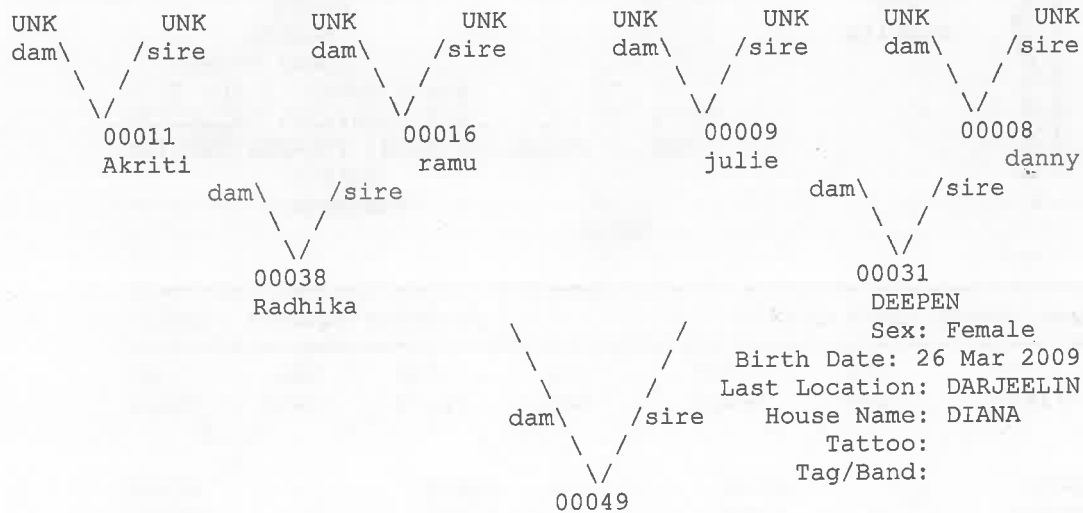 UNK UNK UNK UNK UNK UNK UNK UNK
dam\ /sire dam\ /sire dam\ /sire dam\ /sire
\ / \ / \ / \ /
\/ \/ \/ \/
00011 00016 00009 00008
Akriti ramu julie danny
dam\ /sire dam\ /sire
\ / \ /
\/ \/
00038 00031
Radhika DEEPEN
\ / Sex: Female
\ / Birth Date: 26 Mar 2009
\ / Last Location: DARJEELIN
dam\ /sire House Name: DIANA
\ / Tattoo:
\/ Tag/Band:
00049